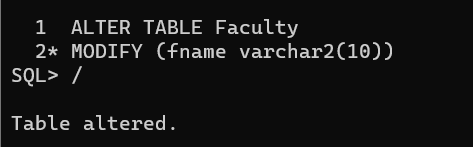 1 ALTER TABLE Faculty
2* MODIFY (fname varchar2(10))
SQL> /
Table altered.